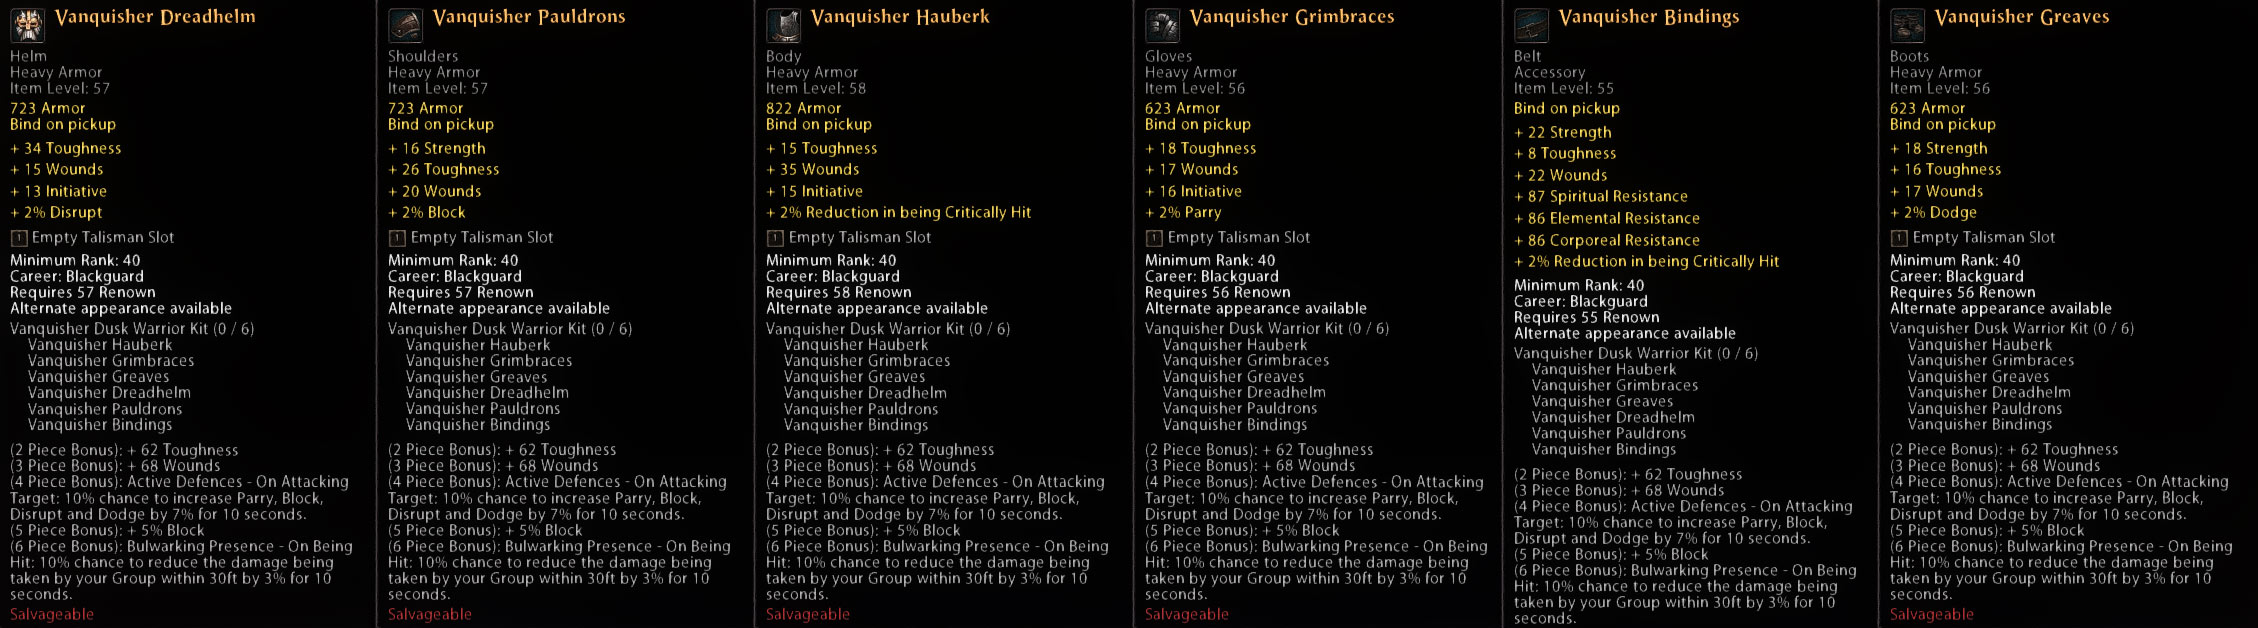 Vanquisher Dreadhelm
Helm
Heavy Armor
Item Level: 57
723 Armor
Bind on pickup
+ 34 Toughness
+ 15 Wounds
+ 13 Initiative
+ 2% Disrupt
1 Empty Talisman Slot
Minimum Rank: 40
Career: Blackguard
Requires 57 Renown
Alternate appearance available
Vanquisher Dusk Warrior Kit (0 / 6)
Vanquisher Hauberk
Vanquisher Grimbraces
Vanquisher Greaves
Vanquisher Dreadhelm
Vanquisher Pauldrons
Vanquisher Bindings
(2 Piece Bonus): + 62 Toughness
(3 Piece Bonus): + 68 Wounds
(4 Piece Bonus): Active Defences - On Attacking
Target: 10% chance to increase Parry, Block,
Disrupt and Dodge by 7% for 10 seconds.
(5 Piece Bonus): + 5% Block
(6 Piece Bonus): Bulwarking Presence - On Being
Hit: 10% chance to reduce the damage being
taken by your Group within 30ft by 3% for 10
seconds.
Salvageable
Vanquisher Pauldrons
Shoulders
Heavy Armor
Item Level: 57
723 Armor
Bind on pickup
+ 16 Strength
+ 26 Toughness
+ 20 Wounds
+ 2% Block
1 Empty Talisman Slot
Minimum Rank: 40
Career: Blackguard
Requires 57 Renown
Alternate appearance available
Vanquisher Dusk Warrior Kit (0 / 6)
Vanquisher Hauberk
Vanquisher Grimbraces
Vanquisher Greaves
Vanquisher Dreadhelm
Vanquisher Pauldrons
Vanquisher Bindings
(2 Piece Bonus): + 62 Toughness
(3 Piece Bonus): + 68 Wounds
(4 Piece Bonus): Active Defences - On Attacking
Target: 10% chance to increase Parry, Block,
Disrupt and Dodge by 7% for 10 seconds.
(5 Piece Bonus): + 5% Block
(6 Piece Bonus): Bulwarking Presence - On Being
Hit: 10% chance to reduce the damage being
taken by your Group within 30ft by 3% for 10
seconds.
Salvageable
Vanquisher Hauberk
Body
Heavy Armor
Item Level: 58
822 Armor
Bind on pickup
+ 15 Toughness
+ 35 Wounds
+ 15 Initiative
+ 2% Reduction in being Critically Hit
1 Empty Talisman Slot
Minimum Rank: 40
Career: Blackguard
Requires 58 Renown
Alternate appearance available
Vanquisher Dusk Warrior Kit (0 / 6)
Vanquisher Hauberk
Vanquisher Grimbraces
Vanquisher Greaves
Vanquisher Dreadhelm
Vanquisher Pauldrons
Vanquisher Bindings
(2 Piece Bonus): + 62 Toughness
(3 Piece Bonus): + 68 Wounds
(4 Piece Bonus): Active Defences - On Attacking
Target: 10% chance to increase Parry, Block,
Disrupt and Dodge by 7% for 10 seconds.
(5 Piece Bonus): + 5% Block
(6 Piece Bonus): Bulwarking Presence - On Being
Hit: 10% chance to reduce the damage being
taken by your Group within 30ft by 3% for 10
seconds.
Salvageable
Vanquisher Grimbraces
Gloves
Heavy Armor
Item Level: 56
623 Armor
Bind on pickup
+ 18 Toughness
+ 17 Wounds
+ 16 Initiative
+ 2% Parry
1 Empty Talisman Slot
Minimum Rank: 40
Career: Blackguard
Requires 56 Renown
Alternate appearance available
Vanquisher Dusk Warrior Kit (0 / 6)
Vanquisher Hauberk
Vanquisher Grimbraces
Vanquisher Greaves
Vanquisher Dreadhelm
Vanquisher Pauldrons
Vanquisher Bindings
(2 Piece Bonus): + 62 Toughness
(3 Piece Bonus): + 68 Wounds
(4 Piece Bonus): Active Defences - On Attacking
Target: 10% chance to increase Parry, Block,
Disrupt and Dodge by 7% for 10 seconds.
(5 Piece Bonus): + 5% Block
(6 Piece Bonus): Bulwarking Presence - On Being
Hit: 10% chance to reduce the damage being
taken by your Group within 30ft by 3% for 10
seconds.
Salvageable
Vanquisher Bindings
Belt
Accessory
Item Level: 55
Bind on pickup
+ 22 Strength
+ 8 Toughness
+ 22 Wounds
+ 87 Spiritual Resistance
+ 86 Elemental Resistance
+ 86 Corporeal Resistance
+ 2% Reduction in being Critically Hit
Minimum Rank: 40
Career: Blackguard
Requires 55 Renown
Alternate appearance available
Vanquisher Dusk Warrior Kit (0 / 6)
Vanquisher Hauberk
Vanquisher Grimbraces
Vanquisher Greaves
Vanquisher Dreadhelm
Vanquisher Pauldrons
Vanquisher Bindings
(2 Piece Bonus): + 62 Toughness
(3 Piece Bonus): + 68 Wounds
(4 Piece Bonus): Active Defences - On Attacking
Target: 10% chance to increase Parry, Block,
Disrupt and Dodge by 7% for 10 seconds.
(5 Piece Bonus): + 5% Block
(6 Piece Bonus): Bulwarking Presence - On Being
Hit: 10% chance to reduce the damage being
taken by your Group within 30ft by 3% for 10
seconds.
Vanquisher Greaves
Boots
Heavy Armor
Item Level: 56
623 Armor
Bind on pickup
+ 18 Strength
+ 16 Toughness
+ 17 Wounds
+ 2% Dodge
1 Empty Talisman Slot
Minimum Rank: 40
Career: Blackguard
Requires 56 Renown
Alternate appearance available
Vanquisher Dusk Warrior Kit (0 / 6)
Vanquisher Hauberk
Vanquisher Grimbraces
Vanquisher Greaves
Vanquisher Dreadhelm
Vanquisher Pauldrons
Vanquisher Bindings
(2 Piece Bonus): + 62 Toughness
(3 Piece Bonus): + 68 Wounds
(4 Piece Bonus): Active Defences - On Attacking
Target: 10% chance to increase Parry, Block,
Disrupt and Dodge by 7% for 10 seconds.
(5 Piece Bonus): + 5% Block
(6 Piece Bonus): Bulwarking Presence - On Being
Hit: 10% chance to reduce the damage being
taken by your Group within 30ft by 3% for 10
seconds.
Salvageable